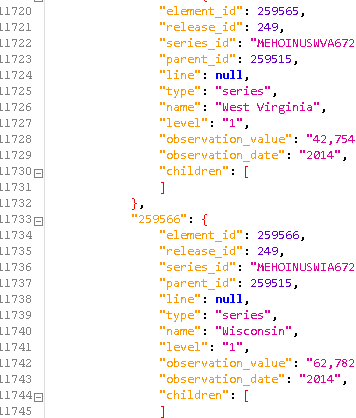 11720 "element_id": 259565,
11721 "release_id": 249,
11722 "series_id": "MEHOINUSWVA672
11723 "parent_id": 259515,
11724 "line": null,
11725 "type": "series",
11726 "name": "West Virginia",
11727 "level": "1",
11728 "observation_value": "42,754
11729 "observation_date": "2014",
11730 "children": [
11731 ]
11732 },
11733 "259566": {
11734 "element_id": 259566,
11735 "release_id": 249,
11736 "series_id": "MEHOINUSWIA672
11737 "parent_id": 259515,
11738 "line": null,
11739 "type": "series",
11740 "name": "Wisconsin",
11741 "level": "1",
11742 "observation_value": "62,782
11743 "observation_date": "2014",
11744 "children": [
11745 ]